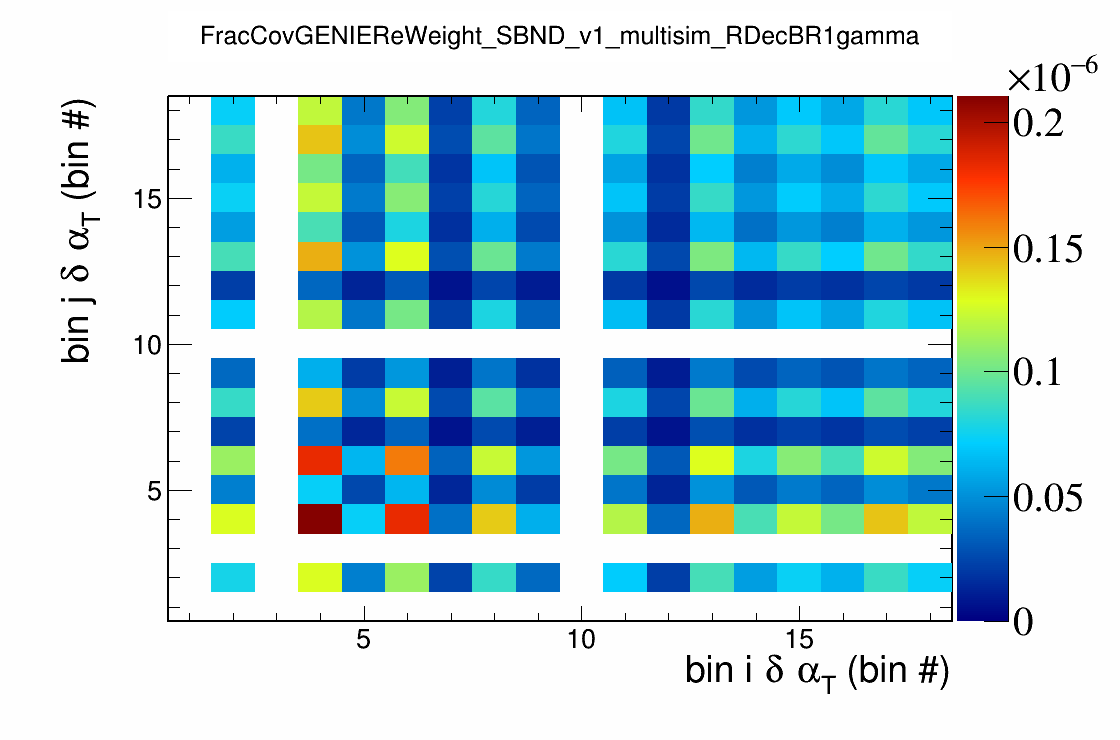 FracCovGENIEReWeight_SBND_v1_multisim_RDecBR1gamma
×10⁻⁶
0.2
0.15
0.1
0.05
0
bin j δ α_T (bin #)
15
10
5
5 10 15
bin i δ α_T (bin #)